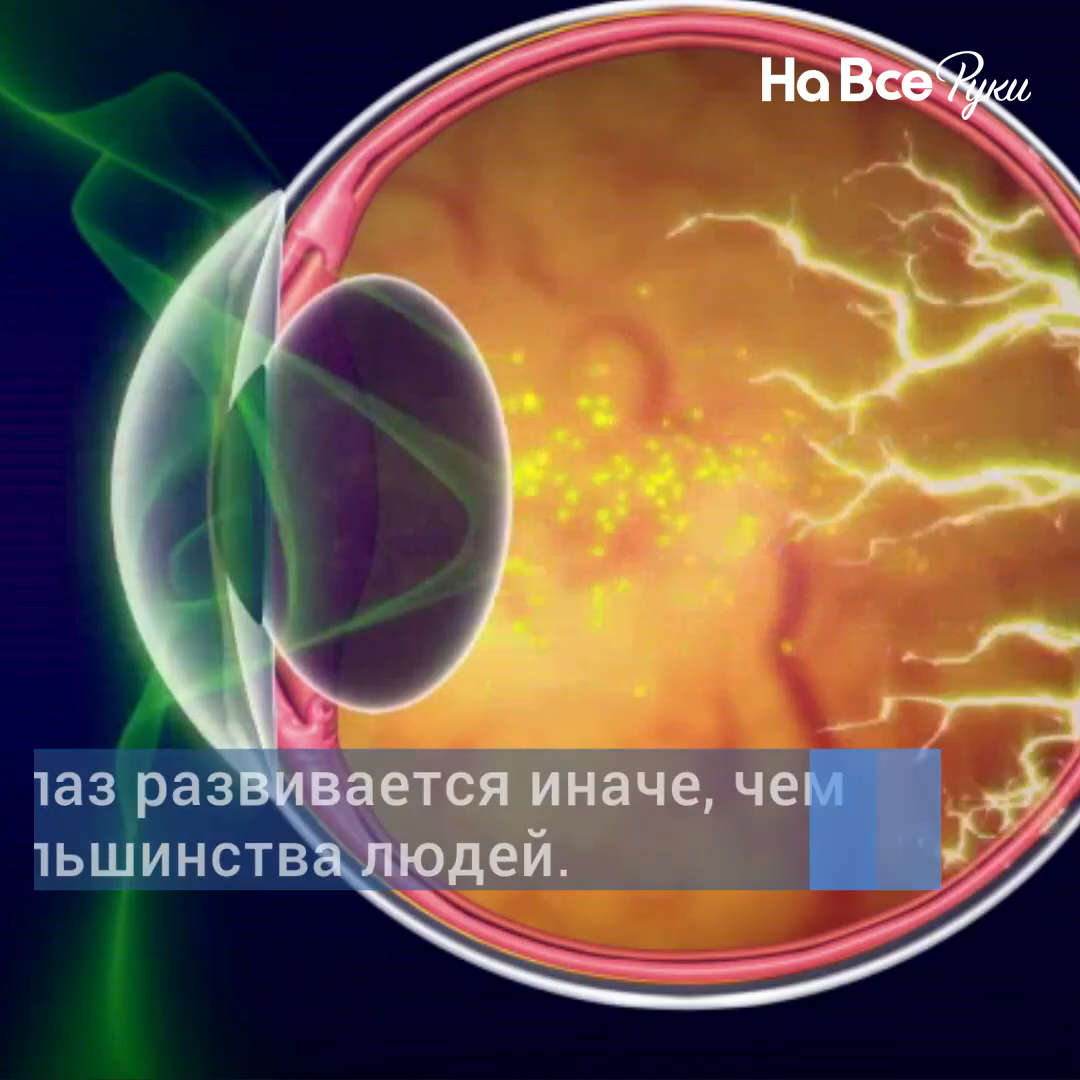 На Все Руки
лаз развивается иначе, чем
льшинства людей.